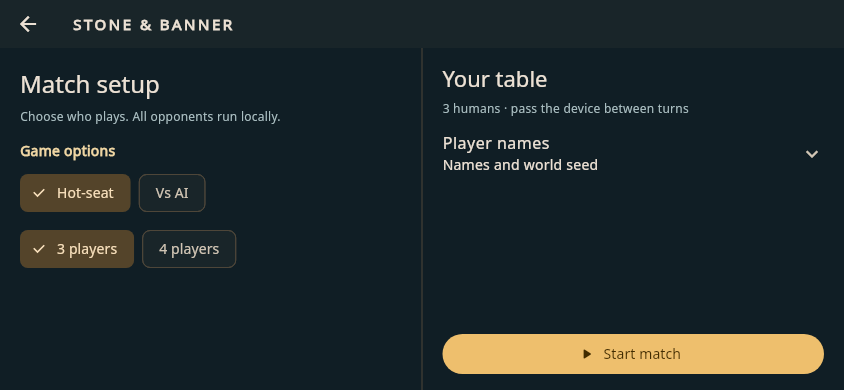 STONE & BANNER
Match setup
Choose who plays. All opponents run locally.
Game options
Hot-seat
Vs AI
3 players
4 players
Your table
3 humans · pass the device between turns
Player names
Names and world seed
Start match